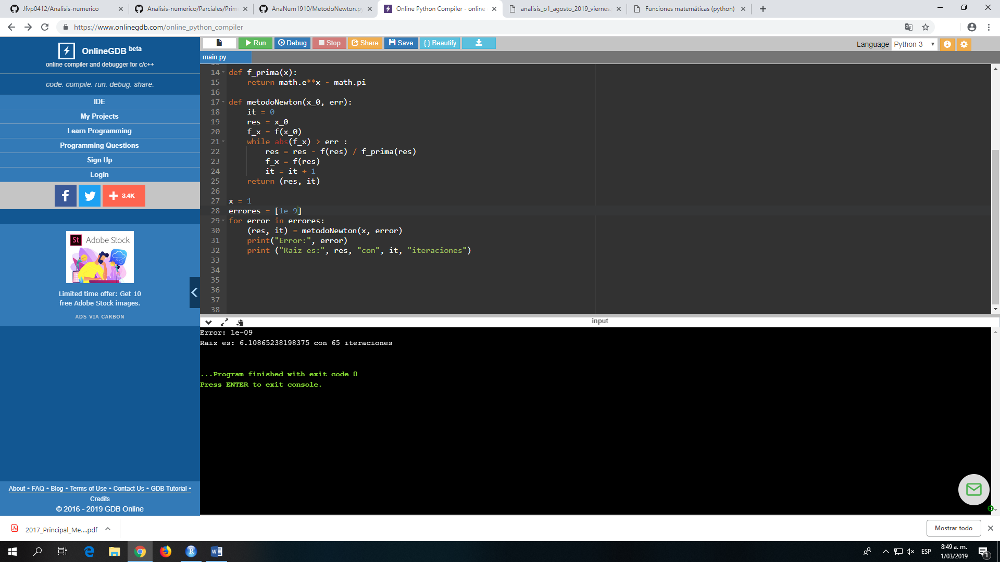 Jfvp0412/Analisis-numerico
Analisis-numerico/Parciales/Prim
AnaNum1910/MetodoNewton.py
Online Python Compiler - online
analisis_p1_agosto_2019_viernes.
Funciones matemáticas (python)
https://www.onlinegdb.com/online_python_compiler
OnlineGDB beta
online compiler and debugger for c/c++
code. compile. run. debug. share.
IDE
My Projects
Learn Programming
Programming Questions
Sign Up
Login
3.4K
St Adobe Stock
Limited time offer: Get 10
free Adobe Stock images.
ADS VIA CARBON
About • FAQ • Blog • Terms of Use • Contact Us • GDB Tutorial •
Credits
© 2016 - 2019 GDB Online
Run Debug Stop Share Save { } Beautify
Language Python 3
main.py
14 def f_prima(x):
15 return math.e**x - math.pi
16
17 def metodoNewton(x_0, err):
18 it = 0
19 res = x_0
20 f_x = f(x_0)
21 while abs(f_x) > err :
22 res = res - f(res) / f_prima(res)
23 f_x = f(res)
24 it = it + 1
25 return (res, it)
26
27 x = 1
28 errores = [1e-9]
29 for error in errores:
30 (res, it) = metodoNewton(x, error)
31 print("Error:", error)
32 print ("Raiz es:", res, "con", it, "iteraciones")
33
34
35
36
37
38
input
Error: 1e-09
Raiz es: 6.10865238198375 con 65 iteraciones
...Program finished with exit code 0
Press ENTER to exit console.
2017_Principal_Me....pdf
Mostrar todo
ESP
8:49 a. m.
1/03/2019
1